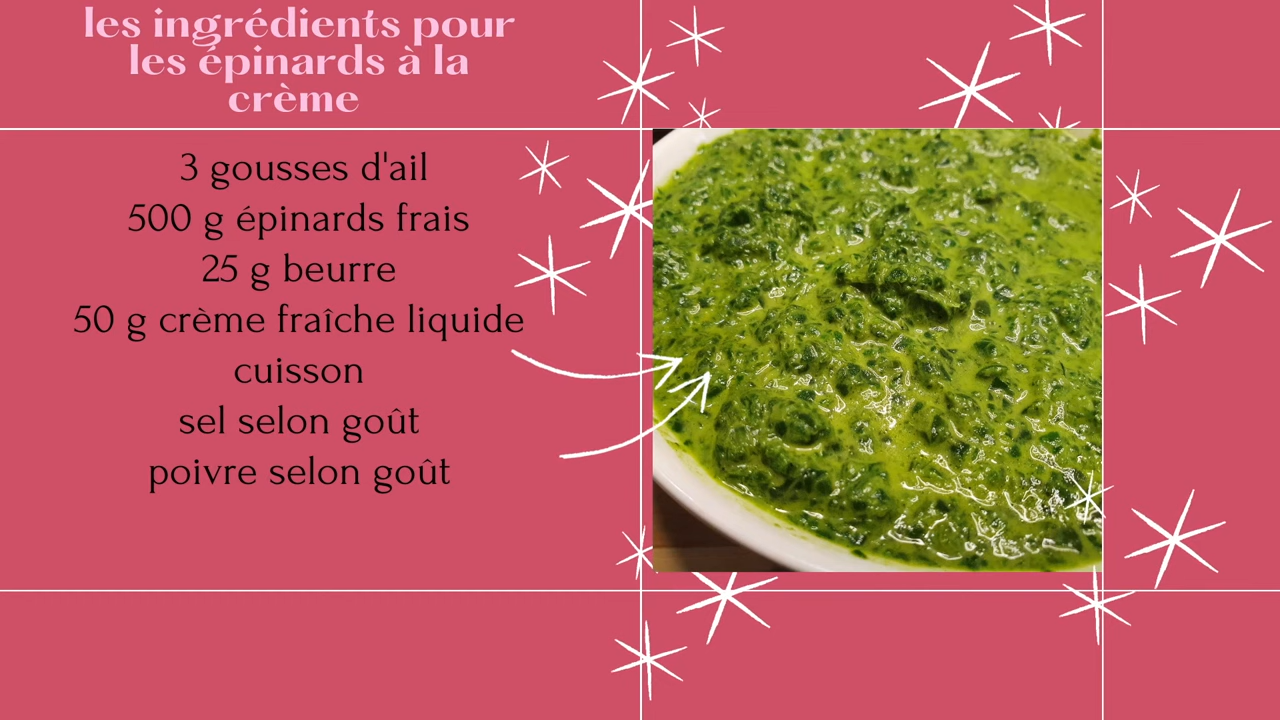 les ingrédients pour
les épinards à la
crème
3 gousses d'ail
500 g épinards frais
25 g beurre
50 g crème fraîche liquide
cuisson
sel selon goût
poivre selon goût